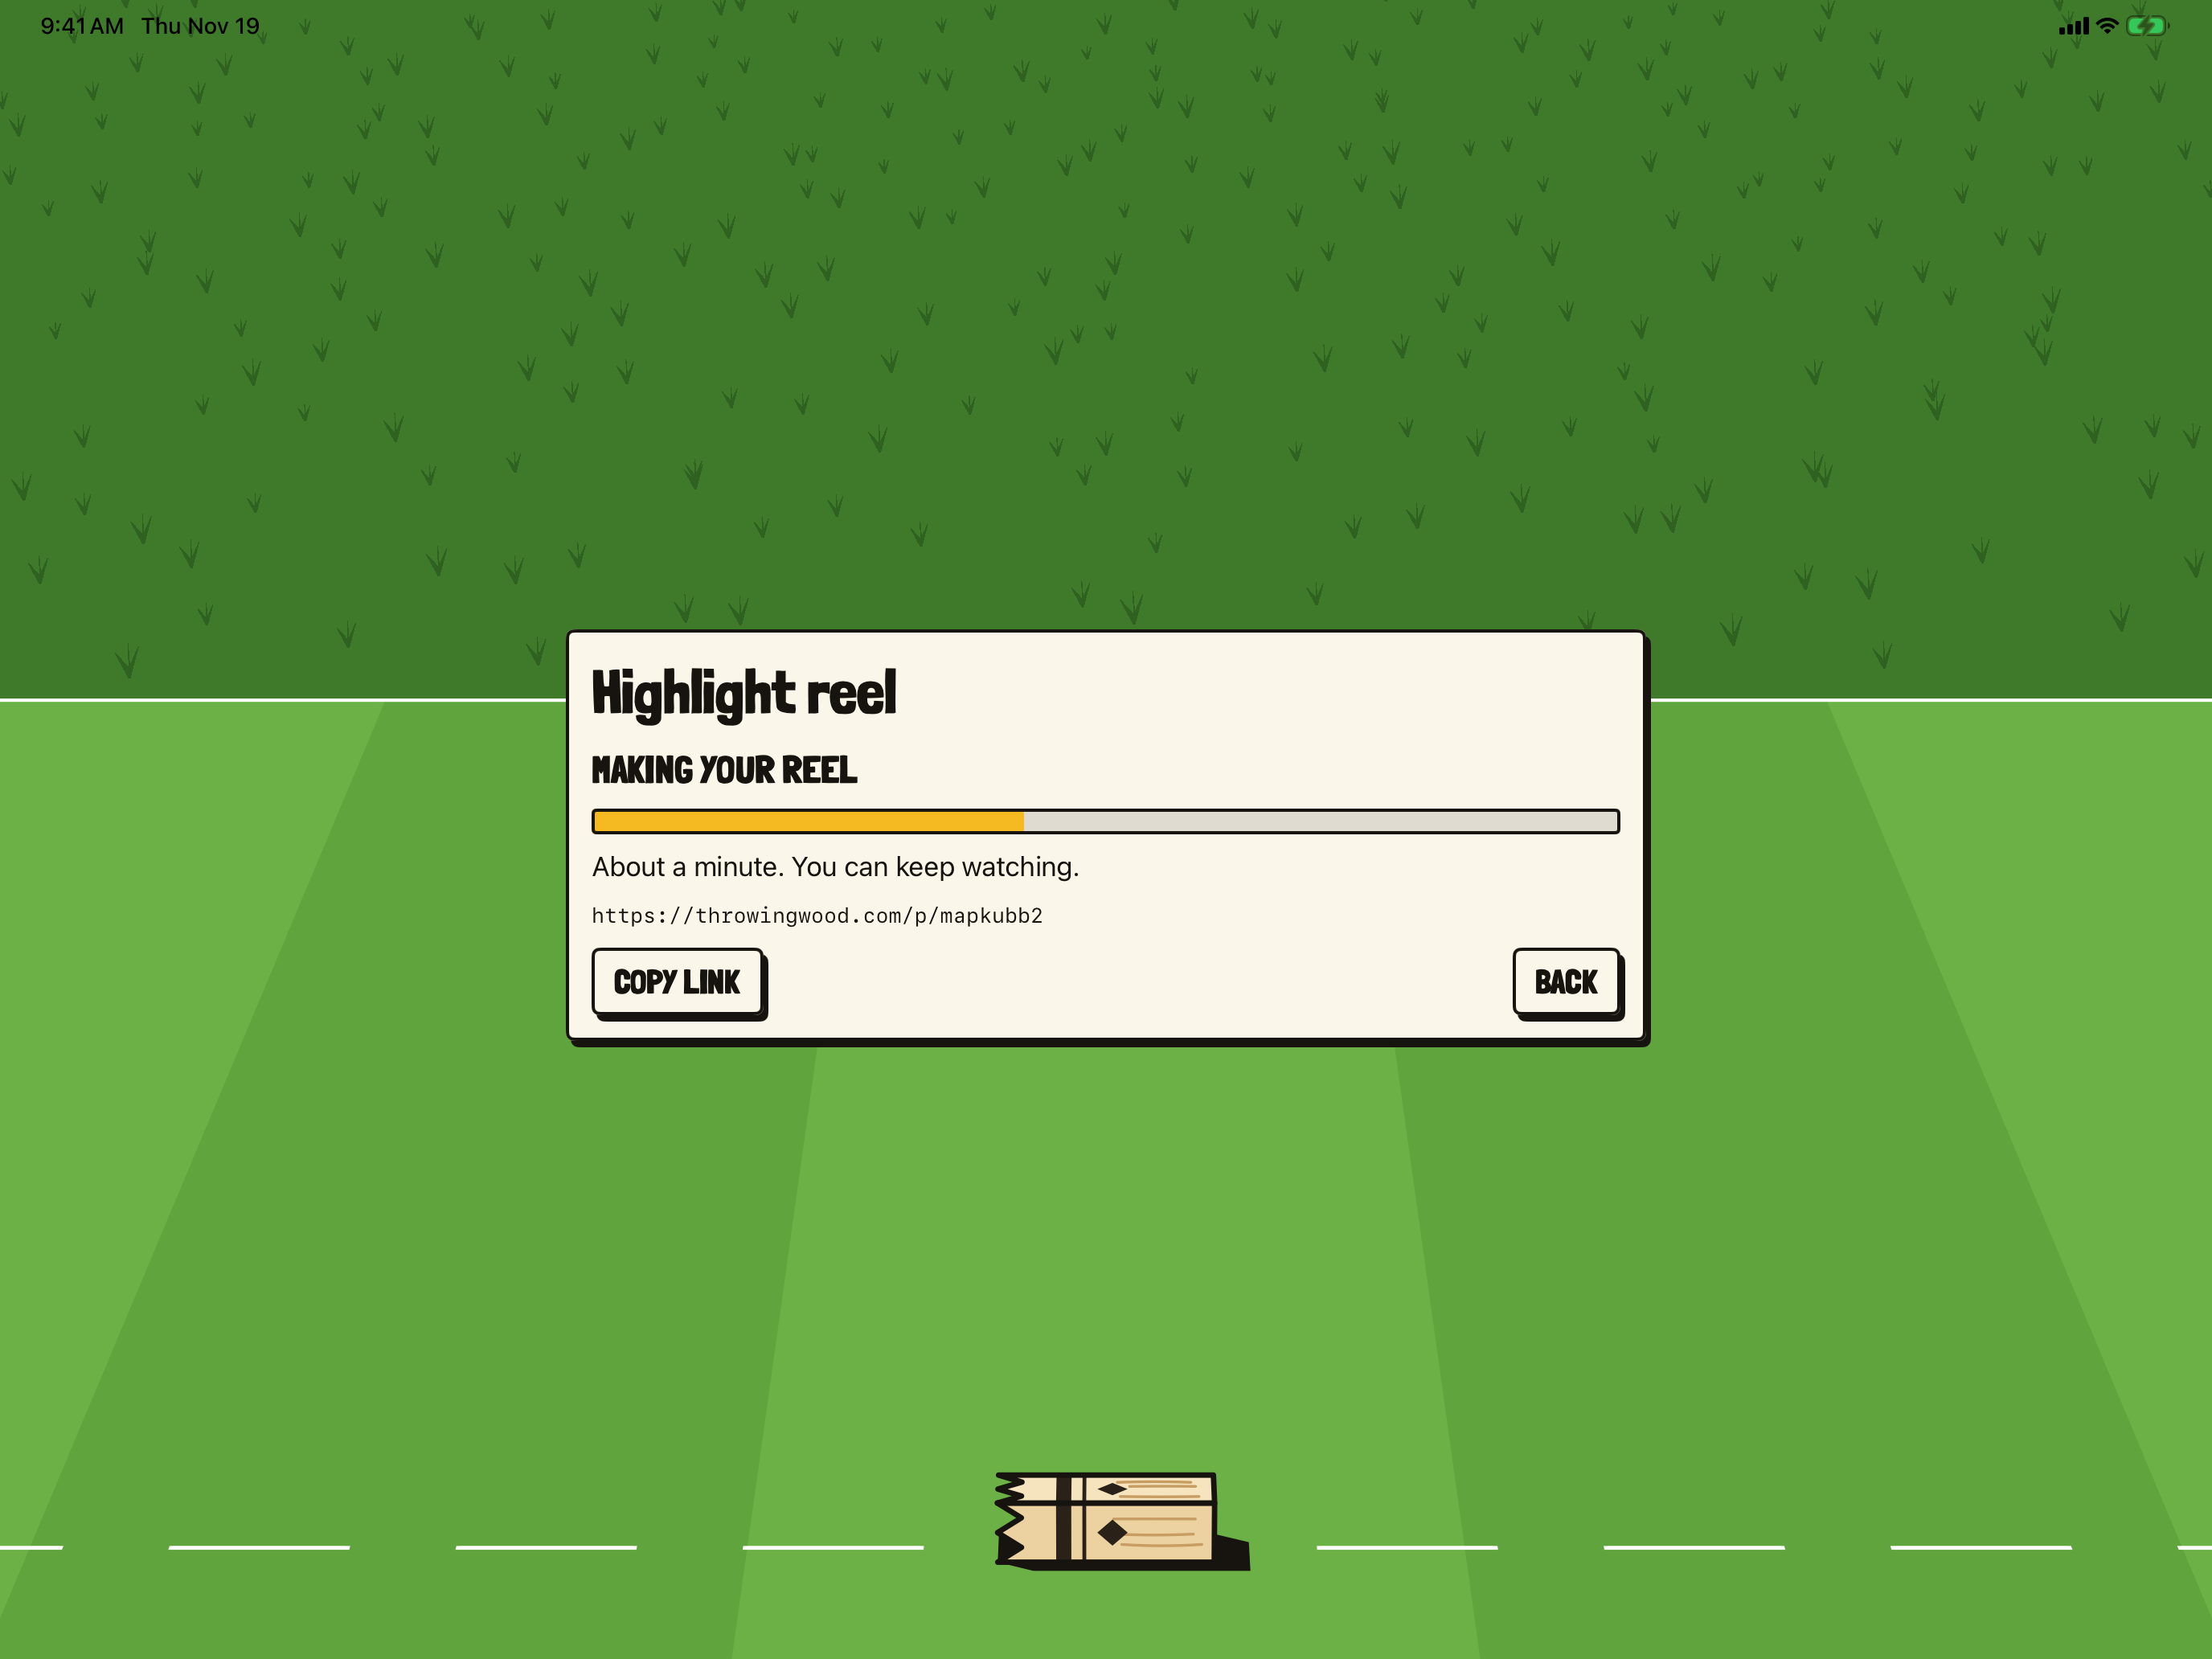 9:41 AM Thu Nov 19
Highlight reel
MAKING YOUR REEL
About a minute. You can keep watching.
https://throwingwood.com/p/mapkubb2
COPY LINK
BACK